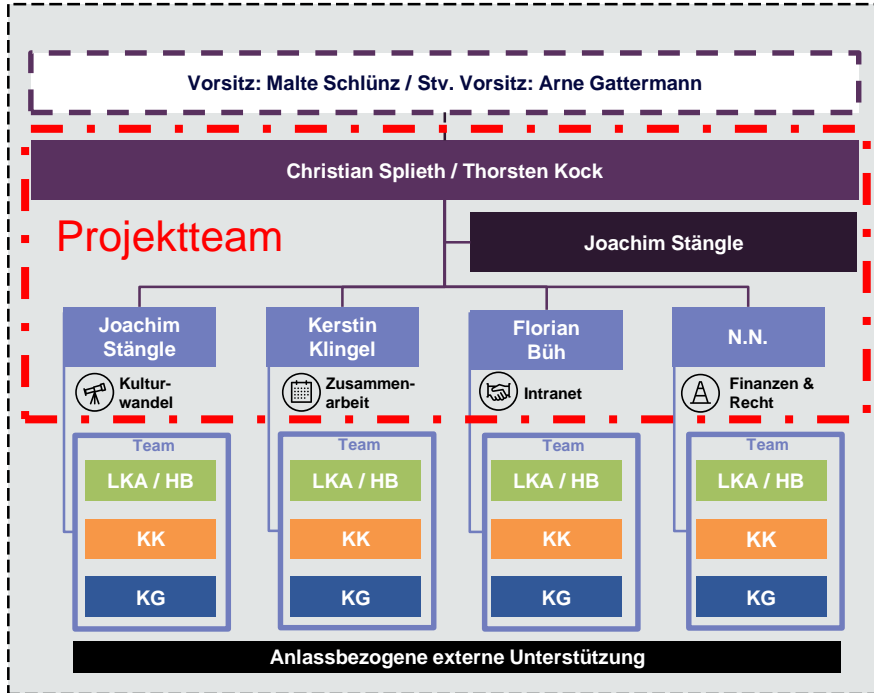 Vorsitz: Malte Schlünz / Stv. Vorsitz: Arne Gattermann
Christian Splieth / Thorsten Kock
Projektteam
Joachim Stängle
Joachim
Stängle
Kultur-
wandel
Kerstin
Klingel
Zusammen-
arbeit
Florian
Büh
Intranet
N.N.
Finanzen &
Recht
Team
LKA / HB
KK
KG
Team
LKA / HB
KK
KG
Team
LKA / HB
KK
KG
Team
LKA / HB
KK
KG
Anlassbezogene externe Unterstützung